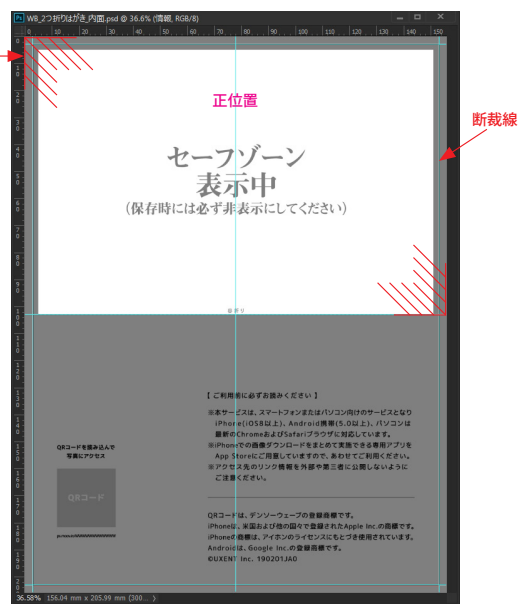 WB_2つ折りはがき_内面.psd @ 36.6% (情報, RGB/8)
0 10 20 30 40 50 60 70 80 90 100 110 120 130 140 150
正位置
断裁線
セーフゾーン
表示中
(保存時には必ず非表示にしてください)
谷折り
【 ご利用前に必ずお読みください 】
※本サービスは、スマートフォンまたはパソコン向けのサービスとなり
iPhone(iOS8以上)、Android携帯(5.0以上)、パソコンは
最新のChromeおよびSafariブラウザに対応しています。
※iPhoneでの画像ダウンロードをまとめて実施できる専用アプリを
App Storeにご用意していますので、あわせてご利用ください。
※アクセス先のリンク情報を外部や第三者に公開しないように
ご注意ください。
QRコードを読み込んで
写真にアクセス
QRコード
QRコードは、デンソーウェーブの登録商標です。
iPhoneは、米国および他の国々で登録されたApple Inc.の商標です。
iPhoneの商標は、アイホンのライセンスにもとづき使用されています。
Androidは、Google Inc.の登録商標です。
©UXENT Inc. 190201JA0
36.58% 156.04 mm x 205.99 mm (300...